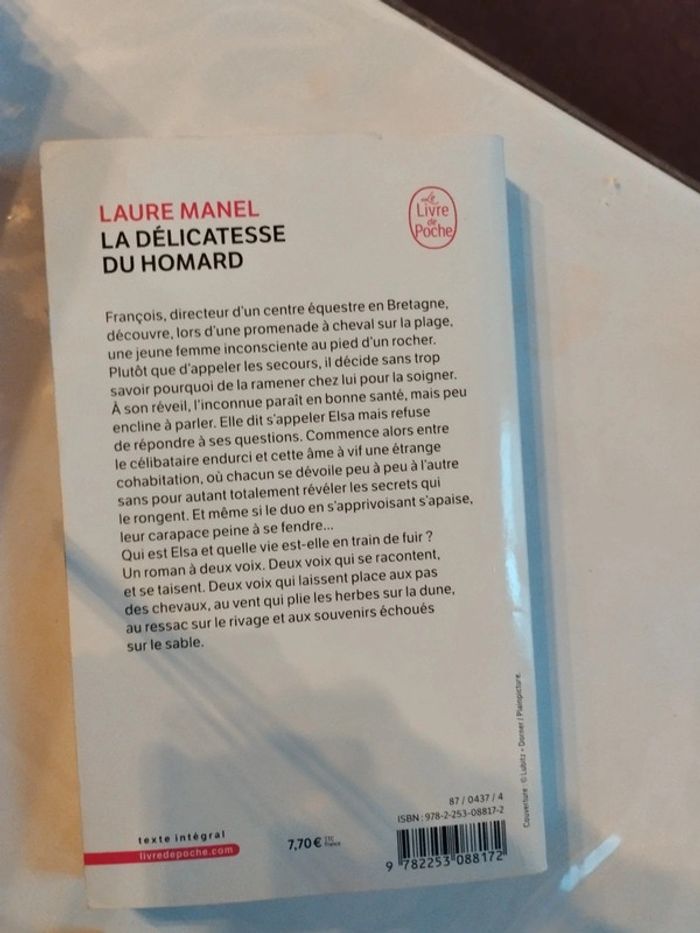 LAURE MANEL
LA DÉLICATESSE
DU HOMARD
Le
Livre
de
Poche
François, directeur d'un centre équestre en Bretagne,
découvre, lors d'une promenade à cheval sur la plage,
une jeune femme inconsciente au pied d'un rocher.
Plutôt que d'appeler les secours, il décide sans trop
savoir pourquoi de la ramener chez lui pour la soigner.
À son réveil, l'inconnue paraît en bonne santé, mais peu
encline à parler. Elle dit s'appeler Elsa mais refuse
de répondre à ses questions. Commence alors entre
le célibataire endurci et cette âme à vif une étrange
cohabitation, où chacun se dévoile peu à peu à l'autre
sans pour autant totalement révéler les secrets qui
le rongent. Et même si le duo en s'apprivoisant s'apaise,
leur carapace peine à se fendre...
Qui est Elsa et quelle vie est-elle en train de fuir ?
Un roman à deux voix. Deux voix qui se racontent,
et se taisent. Deux voix qui laissent place aux pas
des chevaux, au vent qui plie les herbes sur la dune,
au ressac sur le rivage et aux souvenirs échoués
sur le sable.
Couverture : © Lubitz + Dorner / Plainpicture.
texte intégral
livredepoche.com
7,70 € TTC
France
87 / 0437 / 4
ISBN : 978-2-253-08817-2
9 782253 088172